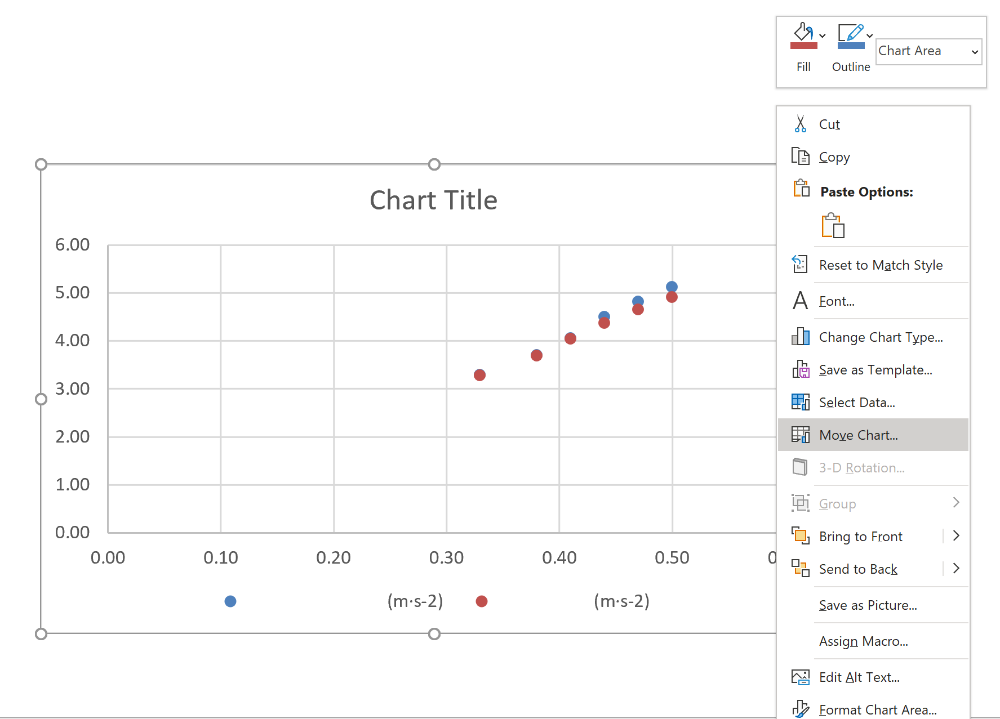 Chart Area
Fill
Outline
Cut
Copy
Paste Options:
Reset to Match Style
Font...
Change Chart Type...
Save as Template...
Select Data...
Move Chart...
3-D Rotation...
Group
Bring to Front
Send to Back
Save as Picture...
Assign Macro...
Edit Alt Text...
Format Chart Area...
Chart Title
6.00
5.00
4.00
3.00
2.00
1.00
0.00
0.00 0.10 0.20 0.30 0.40 0.50
(m·s-2) (m·s-2)